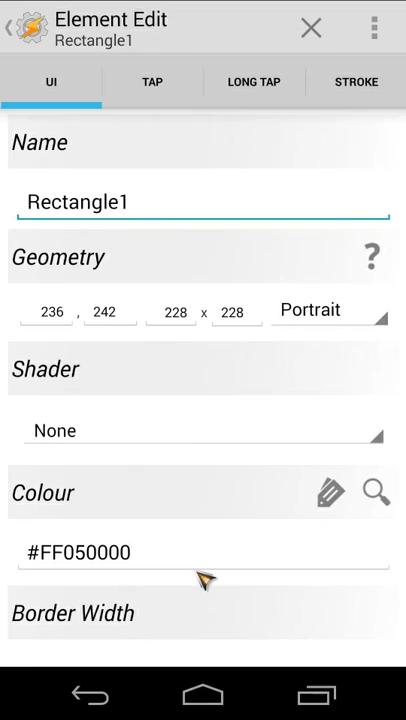 Element Edit
Rectangle1
UI TAP LONG TAP STROKE
Name
Rectangle1
Geometry ?
236 , 242 228 x 228 Portrait
Shader
None
Colour
#FF050000
Border Width